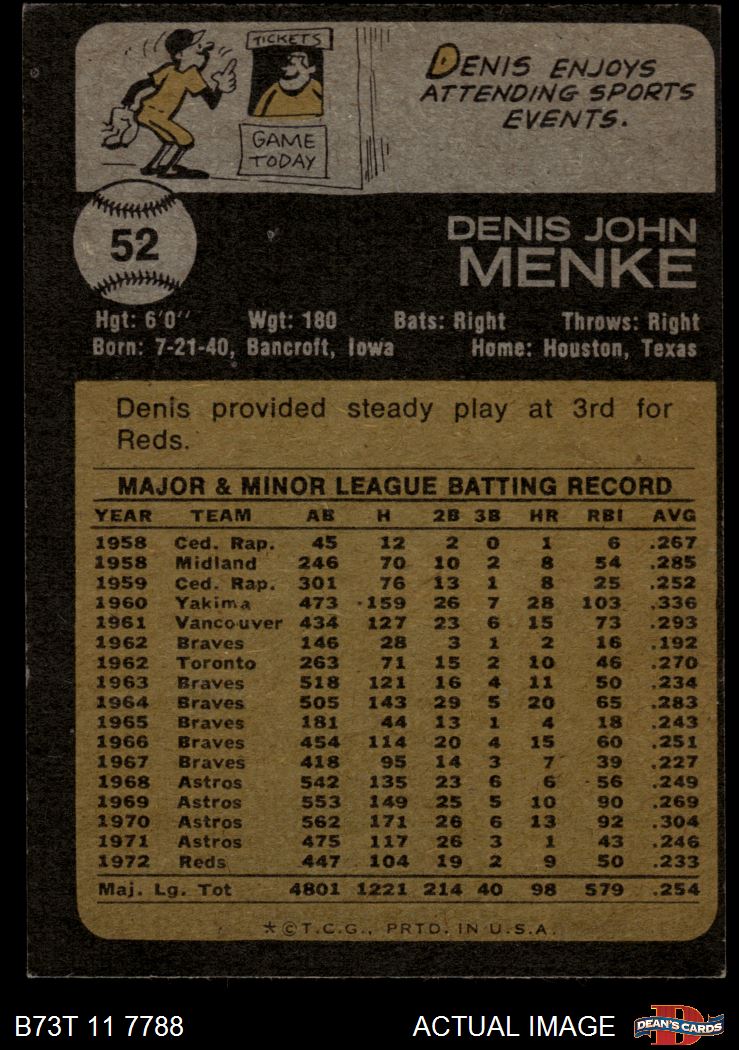 TICKETS
GAME
TODAY
DENIS ENJOYS
ATTENDING SPORTS
EVENTS.
52
DENIS JOHN
MENKE
Hgt: 6'0'' Wgt: 180 Bats: Right Throws: Right
Born: 7-21-40, Bancroft, Iowa Home: Houston, Texas
Denis provided steady play at 3rd for
Reds.
MAJOR & MINOR LEAGUE BATTING RECORD
YEAR TEAM AB H 2B 3B HR RBI AVG
1958 Ced. Rap. 45 12 2 0 1 6 .267
1958 Midland 246 70 10 2 8 54 .285
1959 Ced. Rap. 301 76 13 1 8 25 .252
1960 Yakima 473 159 26 7 28 103 .336
1961 Vancouver 434 127 23 6 15 73 .293
1962 Braves 146 28 3 1 2 16 .192
1962 Toronto 263 71 15 2 10 46 .270
1963 Braves 518 121 16 4 11 50 .234
1964 Braves 505 143 29 5 20 65 .283
1965 Braves 181 44 13 1 4 18 .243
1966 Braves 454 114 20 4 15 60 .251
1967 Braves 418 95 14 3 7 39 .227
1968 Astros 542 135 23 6 6 56 .249
1969 Astros 553 149 25 5 10 90 .269
1970 Astros 562 171 26 6 13 92 .304
1971 Astros 475 117 26 3 1 43 .246
1972 Reds 447 104 19 2 9 50 .233
Maj. Lg. Tot 4801 1221 214 40 98 579 .254
*©T.C.G., PRTD. IN U.S.A.
B73T 11 7788 ACTUAL IMAGE DEAN'S CARDS